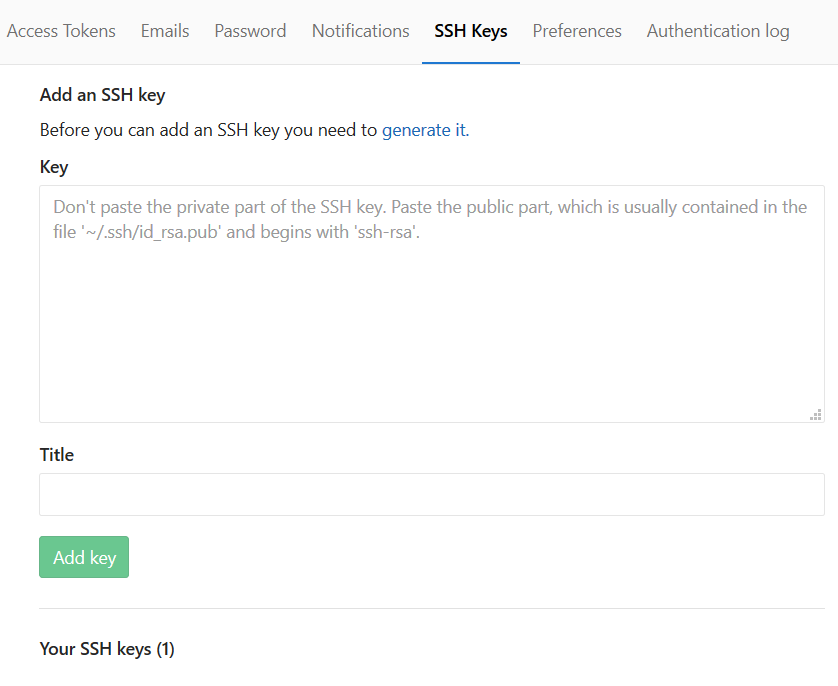 Access Tokens Emails Password Notifications SSH Keys Preferences Authentication log
Add an SSH key
Before you can add an SSH key you need to generate it.
Key
Don't paste the private part of the SSH key. Paste the public part, which is usually contained in the
file '~/.ssh/id_rsa.pub' and begins with 'ssh-rsa'.
Title
Add key
Your SSH keys (1)